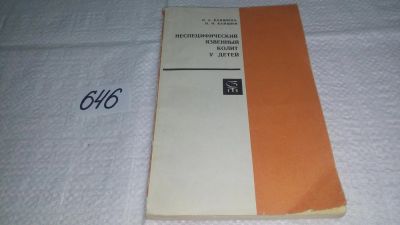 646
НЕСПЕЦИФИЧЕСКИЙ
ЯЗВЕННЫЙ
КОЛИТ
У ДЕТЕЙ